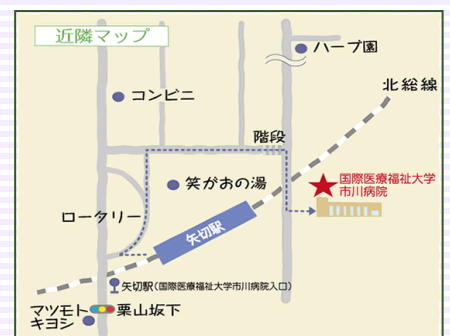 近隣マップ
ハーブ園
北総線
コンビニ
階段
国際医療福祉大学
市川病院
笑がおの湯
ロータリー
矢切駅
矢切駅(国際医療福祉大学市川病院入口)
マツモト
キヨシ
栗山坂下